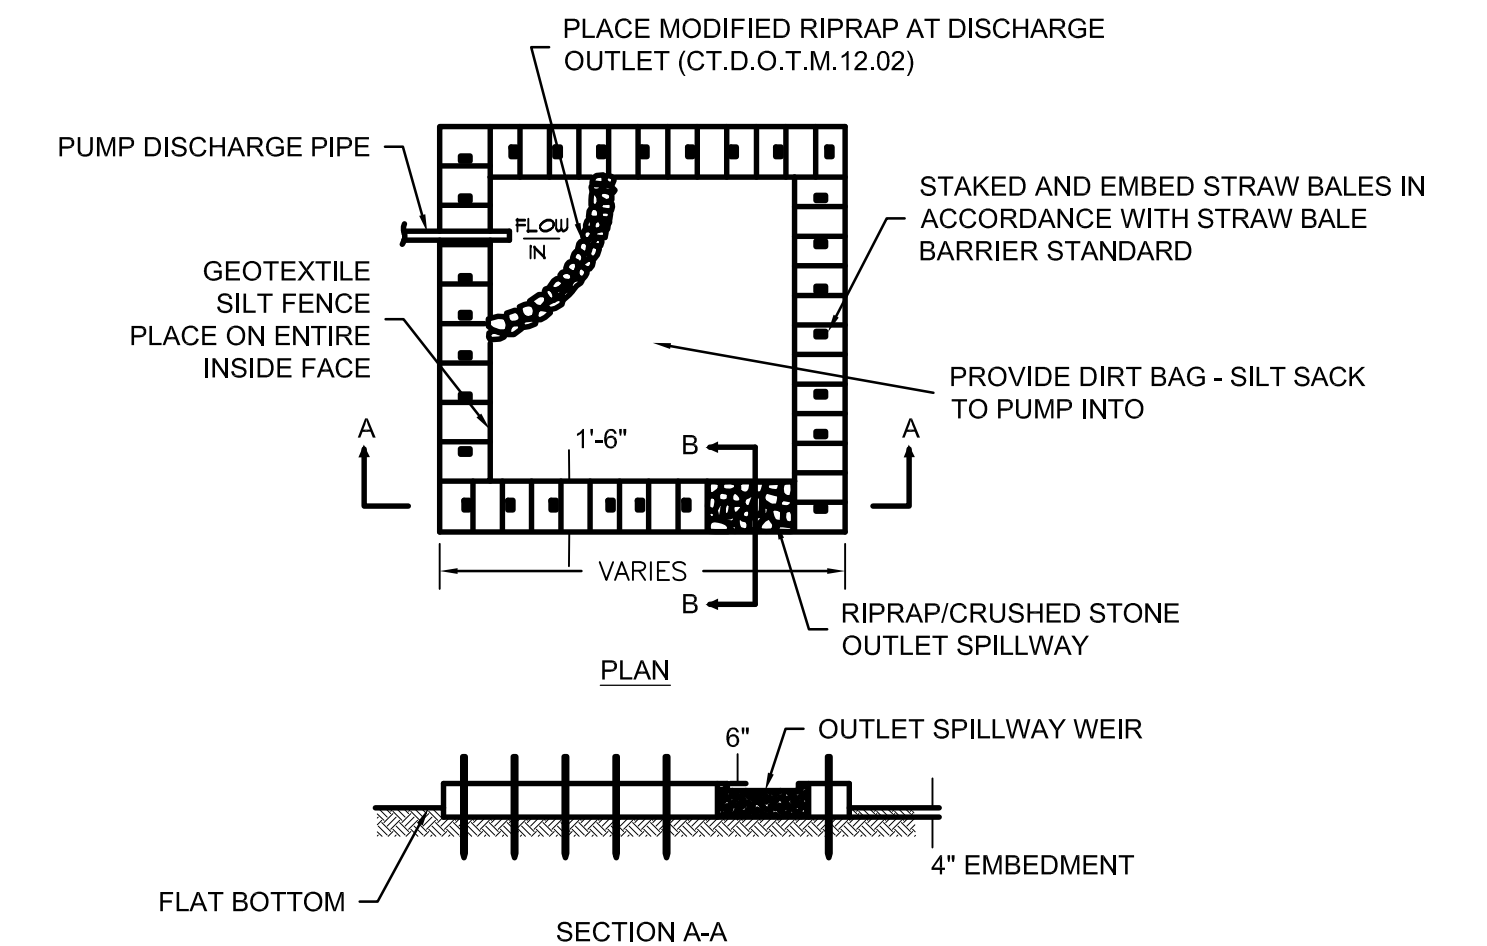 PLACE MODIFIED RIPRAP AT DISCHARGE
OUTLET (CT.D.O.T.M.12.02)
PUMP DISCHARGE PIPE
STAKED AND EMBED STRAW BALES IN
ACCORDANCE WITH STRAW BALE
BARRIER STANDARD
FLOW
IN
GEOTEXTILE
SILT FENCE
PLACE ON ENTIRE
INSIDE FACE
PROVIDE DIRT BAG - SILT SACK
TO PUMP INTO
A
1'-6"
B
A
VARIES
B
RIPRAP/CRUSHED STONE
OUTLET SPILLWAY
PLAN
6"
OUTLET SPILLWAY WEIR
4" EMBEDMENT
FLAT BOTTOM
SECTION A-A